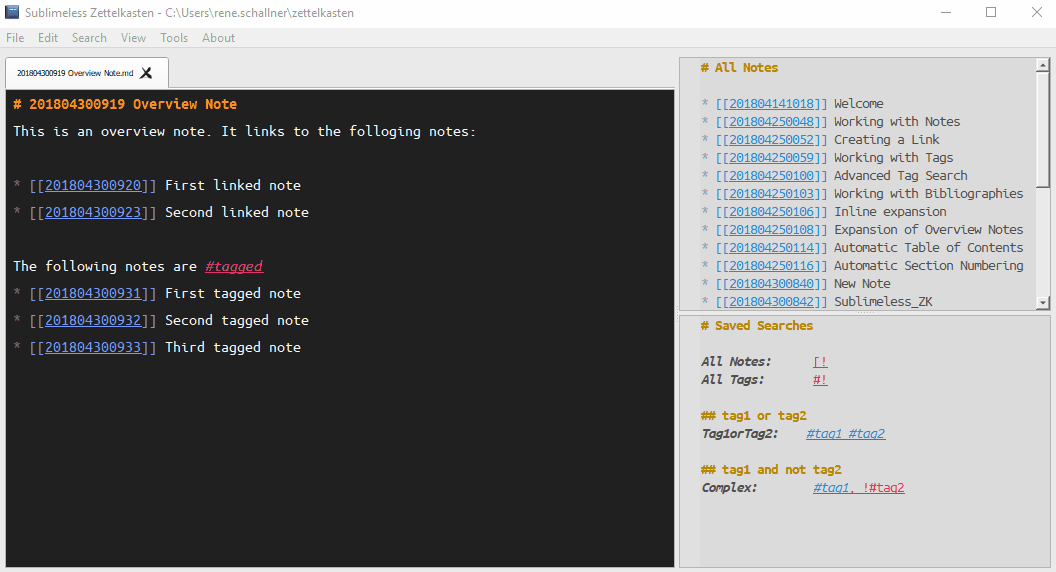 Sublimeless Zettelkasten - C:\Users\rene.schallner\zettelkasten
File Edit Search View Tools About
201804300919 Overview Note.md
# 201804300919 Overview Note
This is an overview note. It links to the folloging notes:
* [[201804300920]] First linked note
* [[201804300923]] Second linked note
The following notes are #tagged
* [[201804300931]] First tagged note
* [[201804300932]] Second tagged note
* [[201804300933]] Third tagged note
# All Notes
* [[201804141018]] Welcome
* [[201804250048]] Working with Notes
* [[201804250052]] Creating a Link
* [[201804250059]] Working with Tags
* [[201804250100]] Advanced Tag Search
* [[201804250103]] Working with Bibliographies
* [[201804250106]] Inline expansion
* [[201804250108]] Expansion of Overview Notes
* [[201804250114]] Automatic Table of Contents
* [[201804250116]] Automatic Section Numbering
* [[201804300840]] New Note
* [[201804300842]] Sublimeless_ZK
# Saved Searches
All Notes: [!
All Tags: #!
## tag1 or tag2
Tag1orTag2: #tag1 #tag2
## tag1 and not tag2
Complex: #tag1, !#tag2